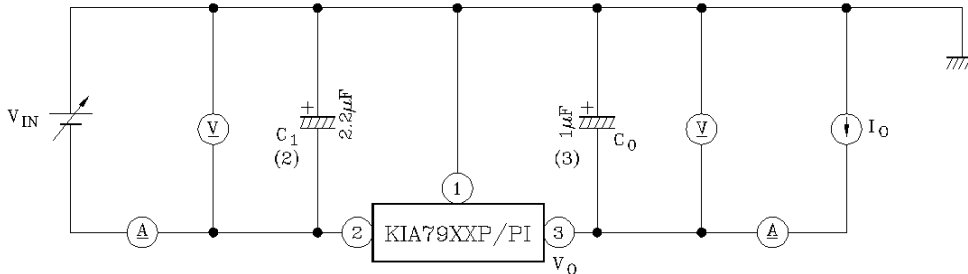 V_IN
V
+
C_1
(2)
2.2μF
1μF
+
(3)
C_O
V
I_O
1
A
2
KIA79XXP/PI
3
V_O
A